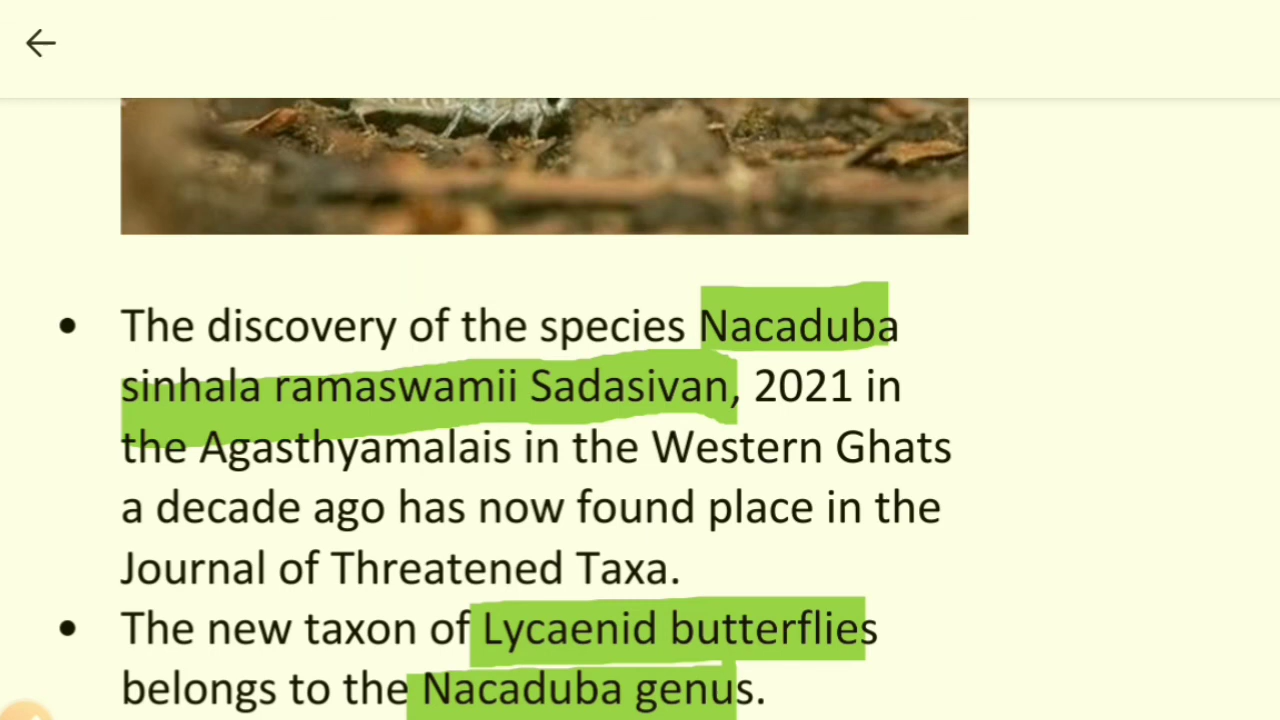 • The discovery of the species Nacaduba
sinhala ramaswamii Sadasivan, 2021 in
the Agasthyamalais in the Western Ghats
a decade ago has now found place in the
Journal of Threatened Taxa.
• The new taxon of Lycaenid butterflies
belongs to the Nacaduba genus.